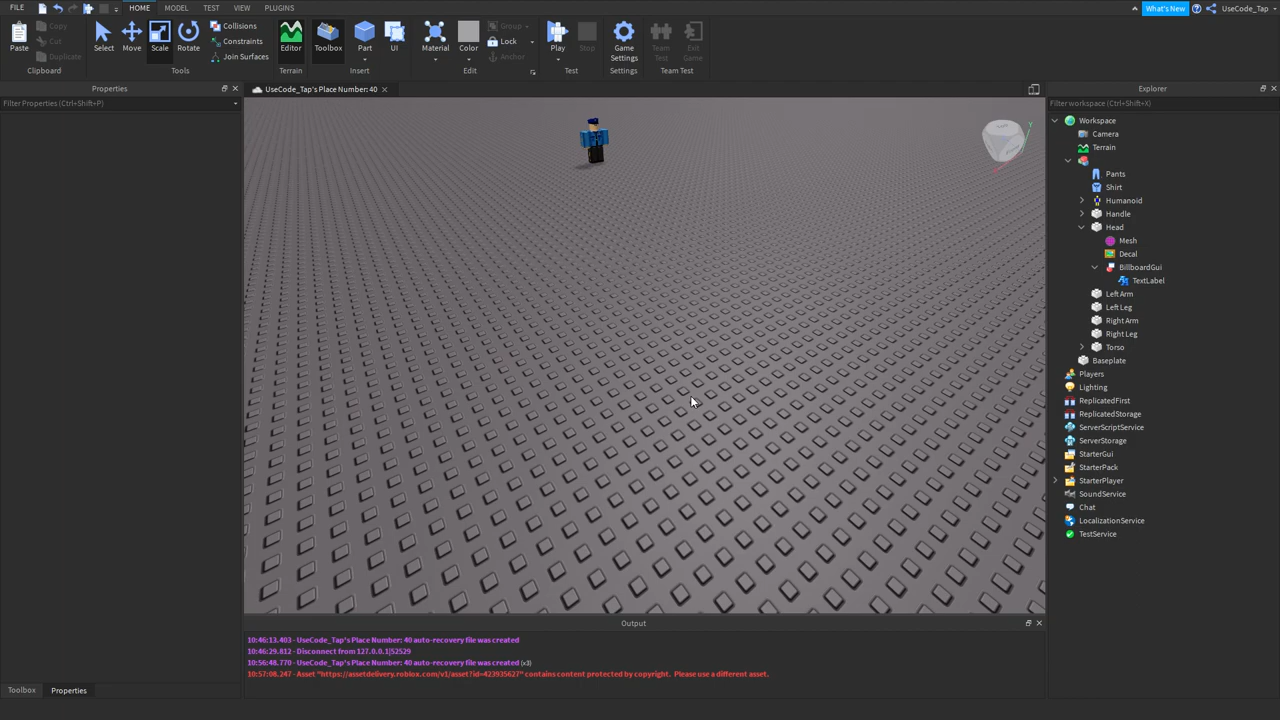 FILE HOME MODEL TEST VIEW PLUGINS What's New UseCode_Tap
Paste Copy Cut Duplicate Select Move Scale Rotate Collisions Constraints Join Surfaces Editor Toolbox Part UI Material Color Group Lock Anchor Play Stop Game Settings Team Test Exit Game
Clipboard Tools Terrain Insert Edit Test Settings Team Test
Properties
Filter Properties (Ctrl+Shift+P)
UseCode_Tap's Place Number: 40
Explorer
Filter workspace (Ctrl+Shift+X)
Workspace
Camera
Terrain
Pants
Shirt
Humanoid
Handle
Head
Mesh
Decal
BillboardGui
TextLabel
Left Arm
Left Leg
Right Arm
Right Leg
Torso
Baseplate
Players
Lighting
ReplicatedFirst
ReplicatedStorage
ServerScriptService
ServerStorage
StarterGui
StarterPack
StarterPlayer
SoundService
Chat
LocalizationService
TestService
Output
10:46:13.403 - UseCode_Tap's Place Number: 40 auto-recovery file was created
10:46:29.812 - Disconnect from 127.0.0.1|52529
10:56:48.770 - UseCode_Tap's Place Number: 40 auto-recovery file was created (x3)
10:57:08.247 - Asset "https://assetdelivery.roblox.com/v1/asset?id=423935627" contains content protected by copyright. Please use a different asset.
Toolbox Properties